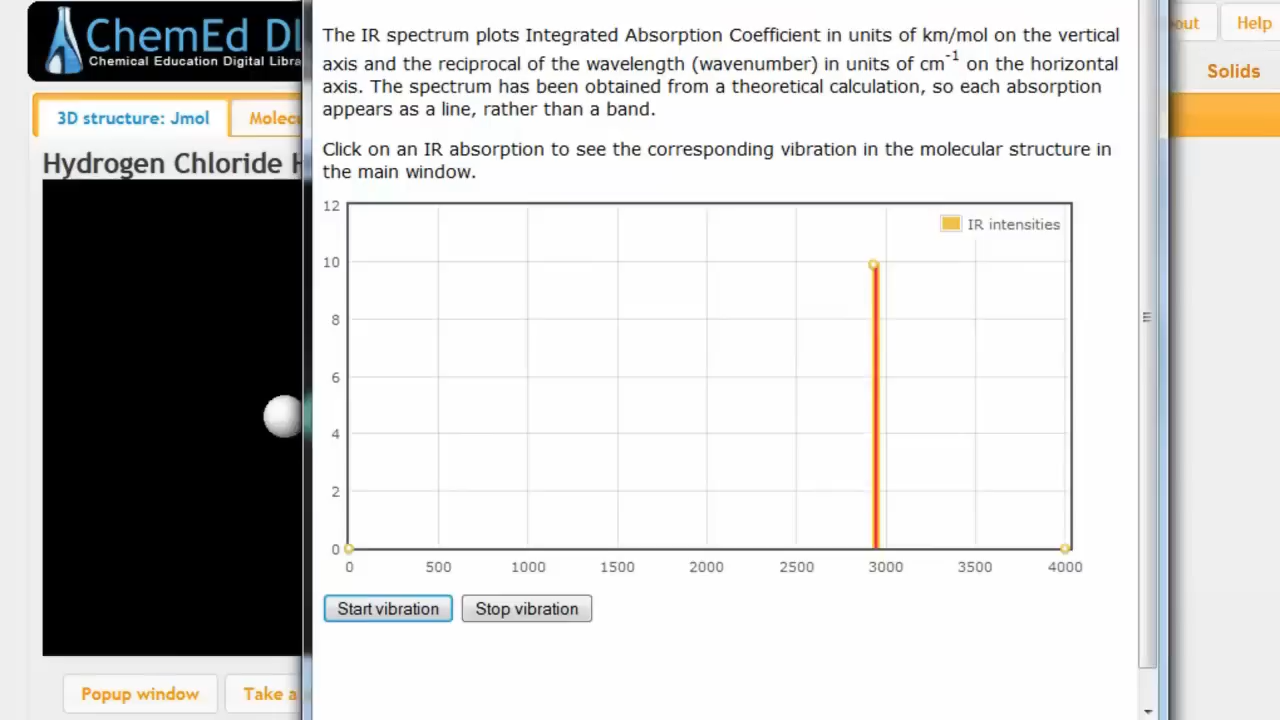 ChemEd DL
Chemical Education Digital Libra
out
Help
Solids
3D structure: Jmol
Molec
Hydrogen Chloride H
The IR spectrum plots Integrated Absorption Coefficient in units of km/mol on the vertical
axis and the reciprocal of the wavelength (wavenumber) in units of cm-1 on the horizontal
axis. The spectrum has been obtained from a theoretical calculation, so each absorption
appears as a line, rather than a band.
Click on an IR absorption to see the corresponding vibration in the molecular structure in
the main window.
IR intensities
12
10
8
6
4
2
0
0 500 1000 1500 2000 2500 3000 3500 4000
Start vibration
Stop vibration
Popup window
Take a